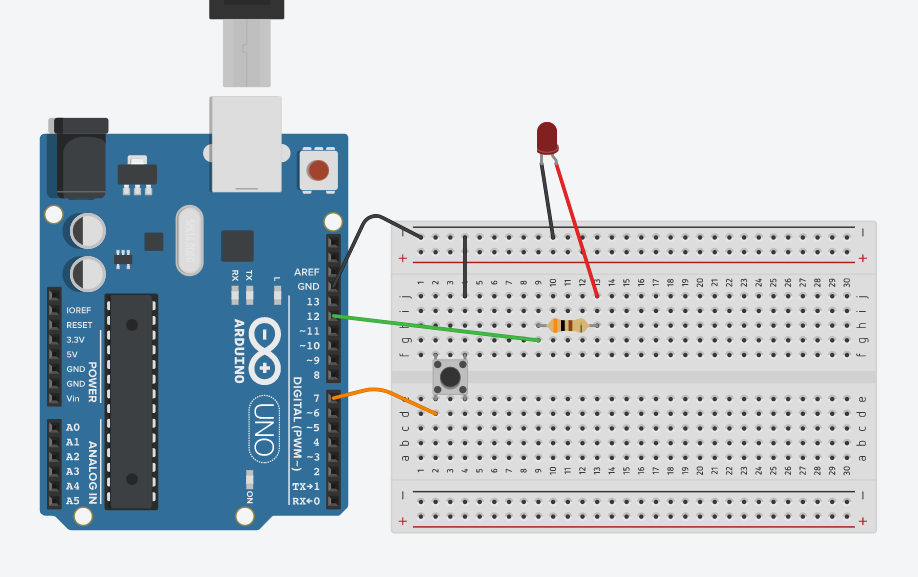 AREF
GND
13
12
~11
~10
~9
8
7
~6
~5
4
~3
2
TX→1
RX←0
DIGITAL (PWM~)
RX
TX
L
ARDUINO
UNO
ON
IOREF
RESET
3.3V
5V
GND
GND
Vin
POWER
A0
A1
A2
A3
A4
A5
ANALOG IN
− −
+ +
1 2 3 4 5 6 7 8 9 10 11 12 13 14 15 16 17 18 19 20 21 22 23 24 25 26 27 28 29 30
j j
i i
h h
g g
f f
e e
d d
c c
b b
a a
1 2 3 4 5 6 7 8 9 10 11 12 13 14 15 16 17 18 19 20 21 22 23 24 25 26 27 28 29 30
− −
+ +